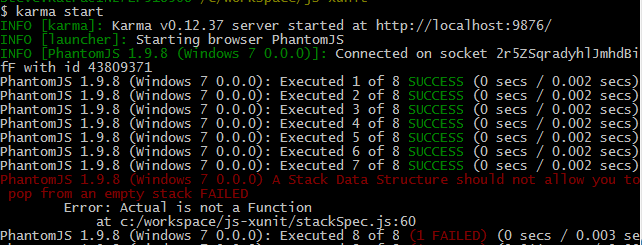 $ karma start
INFO [karma]: Karma v0.12.37 server started at http://localhost:9876/
INFO [launcher]: Starting browser PhantomJS
INFO [PhantomJS 1.9.8 (Windows 7 0.0.0)]: Connected on socket 2r5ZSqradyhlJmhdBi
fF with id 43809371
PhantomJS 1.9.8 (Windows 7 0.0.0): Executed 1 of 8 SUCCESS (0 secs / 0.002 secs)
PhantomJS 1.9.8 (Windows 7 0.0.0): Executed 2 of 8 SUCCESS (0 secs / 0.002 secs)
PhantomJS 1.9.8 (Windows 7 0.0.0): Executed 3 of 8 SUCCESS (0 secs / 0.002 secs)
PhantomJS 1.9.8 (Windows 7 0.0.0): Executed 4 of 8 SUCCESS (0 secs / 0.002 secs)
PhantomJS 1.9.8 (Windows 7 0.0.0): Executed 5 of 8 SUCCESS (0 secs / 0.002 secs)
PhantomJS 1.9.8 (Windows 7 0.0.0): Executed 6 of 8 SUCCESS (0 secs / 0.002 secs)
PhantomJS 1.9.8 (Windows 7 0.0.0): Executed 7 of 8 SUCCESS (0 secs / 0.002 secs)
PhantomJS 1.9.8 (Windows 7 0.0.0) A Stack Data Structure should not allow you to
pop from an empty stack FAILED
Error: Actual is not a Function
at c:/workspace/js-xunit/stackSpec.js:60
PhantomJS 1.9.8 (Windows 7 0.0.0): Executed 8 of 8 (1 FAILED) (0 secs / 0.003 se